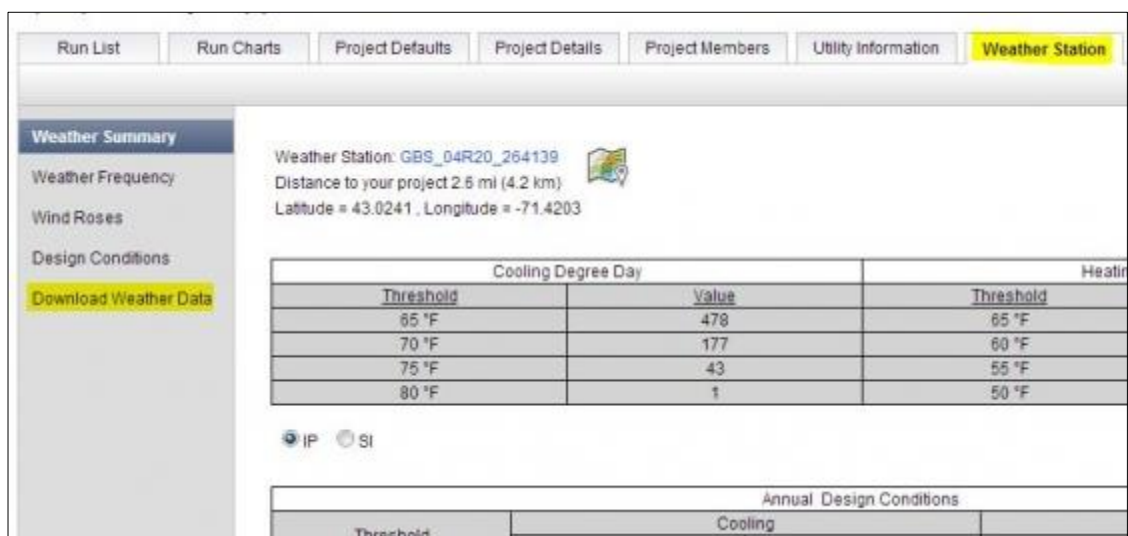 Run List Run Charts Project Defaults Project Details Project Members Utility Information Weather Station
Weather Summary
Weather Frequency
Wind Roses
Design Conditions
Download Weather Data
Weather Station: GBS_04R20_264139
Distance to your project 2.6 mi (4.2 km)
Latitude = 43.0241 , Longitude = -71.4203
Cooling Degree Day Heatin
Threshold Value Threshold
65 °F 478 65 °F
70 °F 177 60 °F
75 °F 43 55 °F
80 °F 1 50 °F
IP SI
Annual Design Conditions
Threshold Cooling